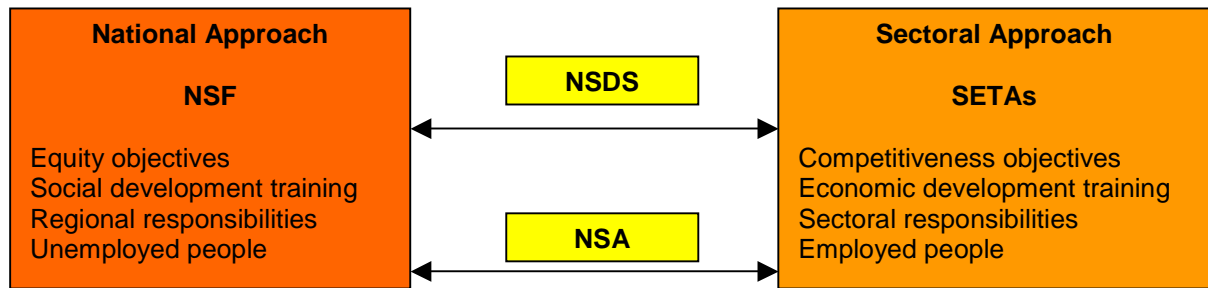 National Approach
NSF
Equity objectives
Social development training
Regional responsibilities
Unemployed people
NSDS
NSA
Sectoral Approach
SETAs
Competitiveness objectives
Economic development training
Sectoral responsibilities
Employed people